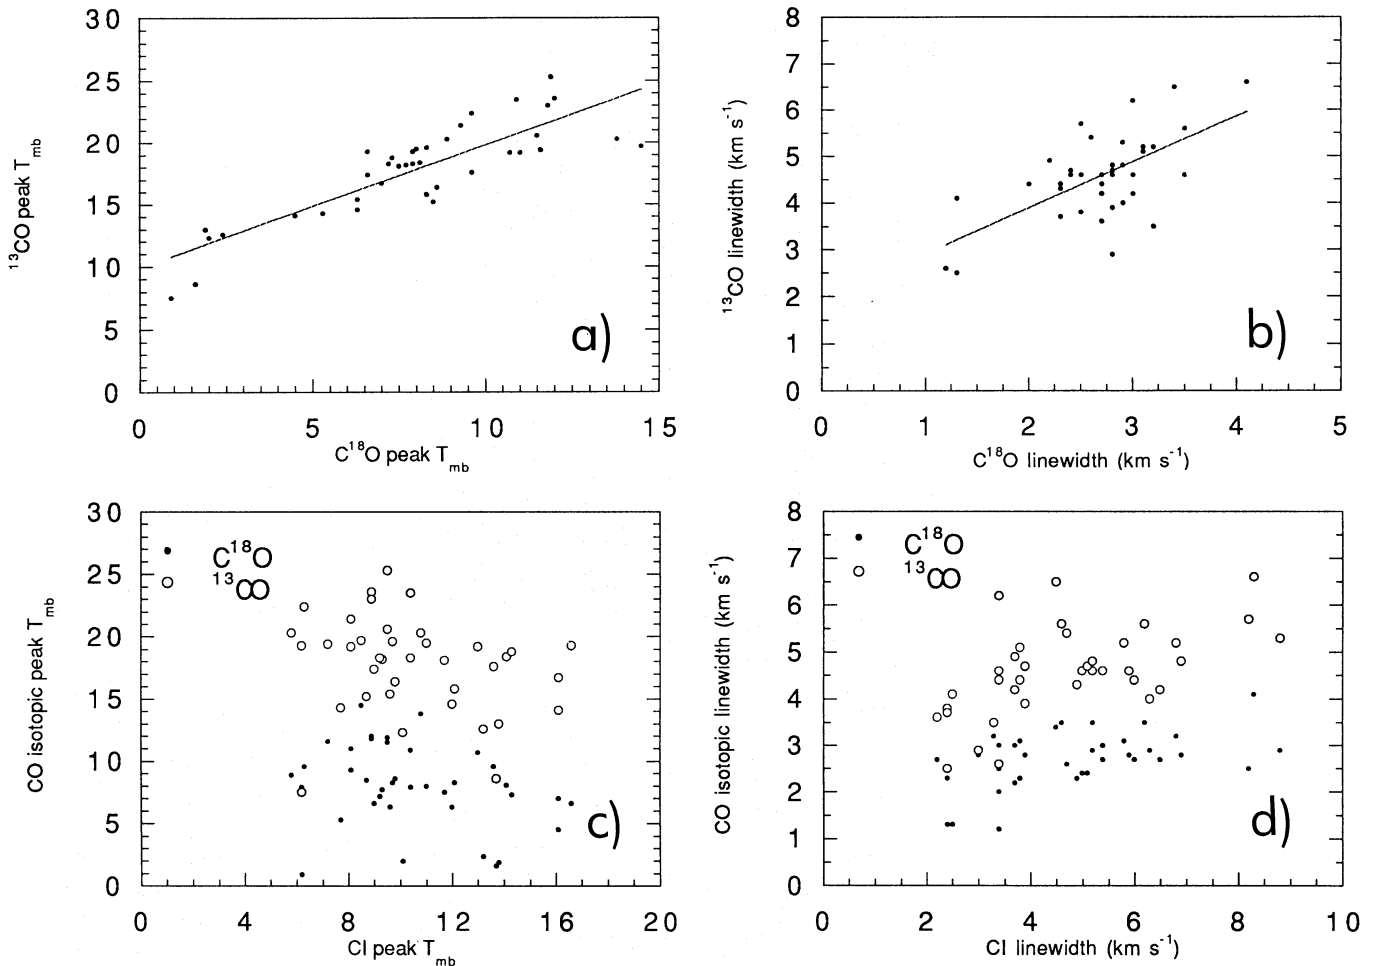 30
25
20
15
10
5
0
¹³CO peak T_mb
0 5 10 15
C¹⁸O peak T_mb
a)
8
7
6
5
4
3
2
1
0
¹³CO linewidth (km s⁻¹)
0 1 2 3 4 5
C¹⁸O linewidth (km s⁻¹)
b)
30
25
20
15
10
5
0
CO isotopic peak T_mb
C¹⁸O
¹³CO
0 4 8 12 16 20
CI peak T_mb
c)
8
7
6
5
4
3
2
1
0
CO isotopic linewidth (km s⁻¹)
C¹⁸O
¹³CO
0 2 4 6 8 10
CI linewidth (km s⁻¹)
d)